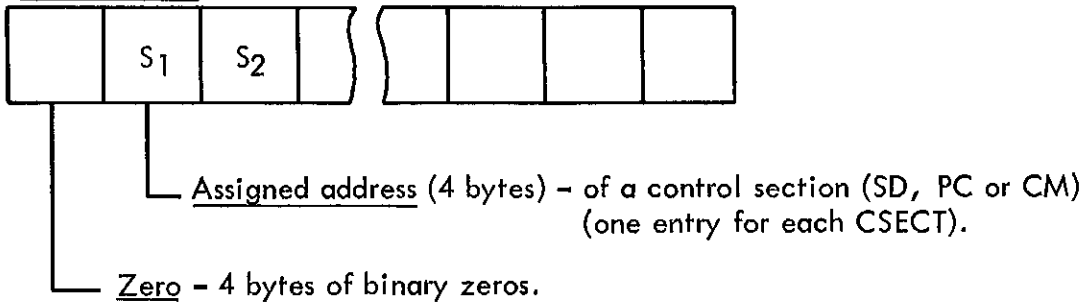 S1 S2
Assigned address (4 bytes) - of a control section (SD, PC or CM)
(one entry for each CSECT).
Zero - 4 bytes of binary zeros.